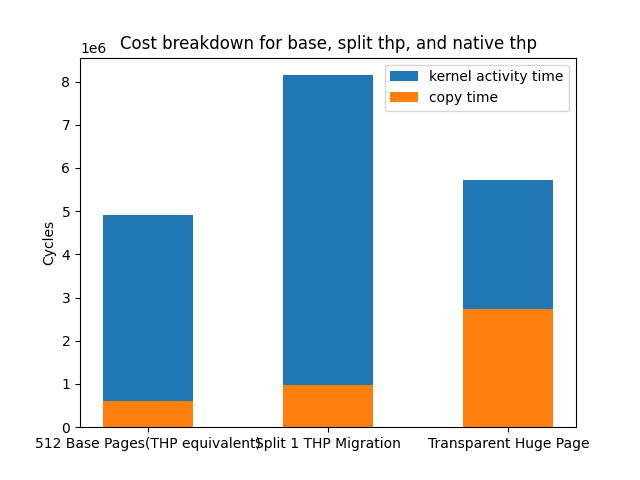 Cost breakdown for base, split thp, and native thp
1e6
kernel activity time
copy time
8
7
6
5
4
3
2
1
0
Cycles
512 Base Pages(THP equivalent)
Split 1 THP Migration
Transparent Huge Page